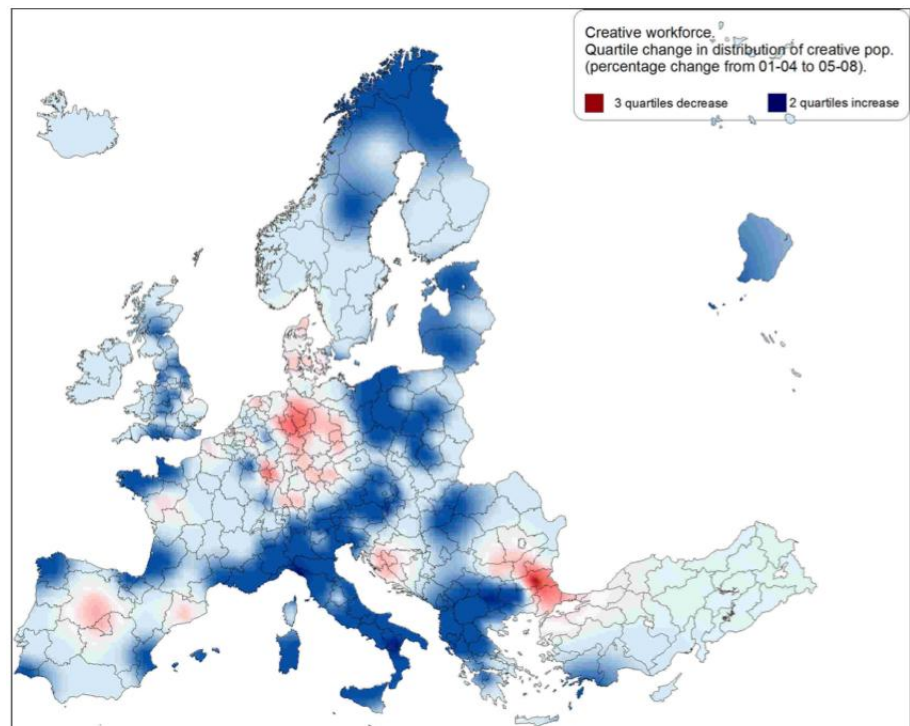 Creative workforce.
Quartile change in distribution of creative pop.
(percentage change from 01-04 to 05-08).
3 quartiles decrease
2 quartiles increase